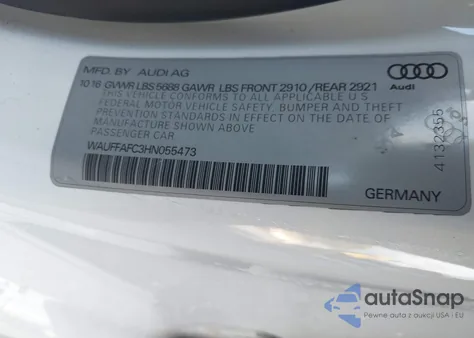 MFD. BY AUDI AG
10 16 GVWR LBS 5688 GAWR LBS FRONT 2910 / REAR 2921
THIS VEHICLE CONFORMS TO ALL APPLICABLE U S
FEDERAL MOTOR VEHICLE SAFETY, BUMPER AND THEFT
PREVENTION STANDARDS IN EFFECT ON THE DATE OF
MANUFACTURE SHOWN ABOVE
PASSENGER CAR
WAUFFAFC3HN055473
Audi
4132355
GERMANY
autoSnap
Pewne auta z aukcji USA i EU